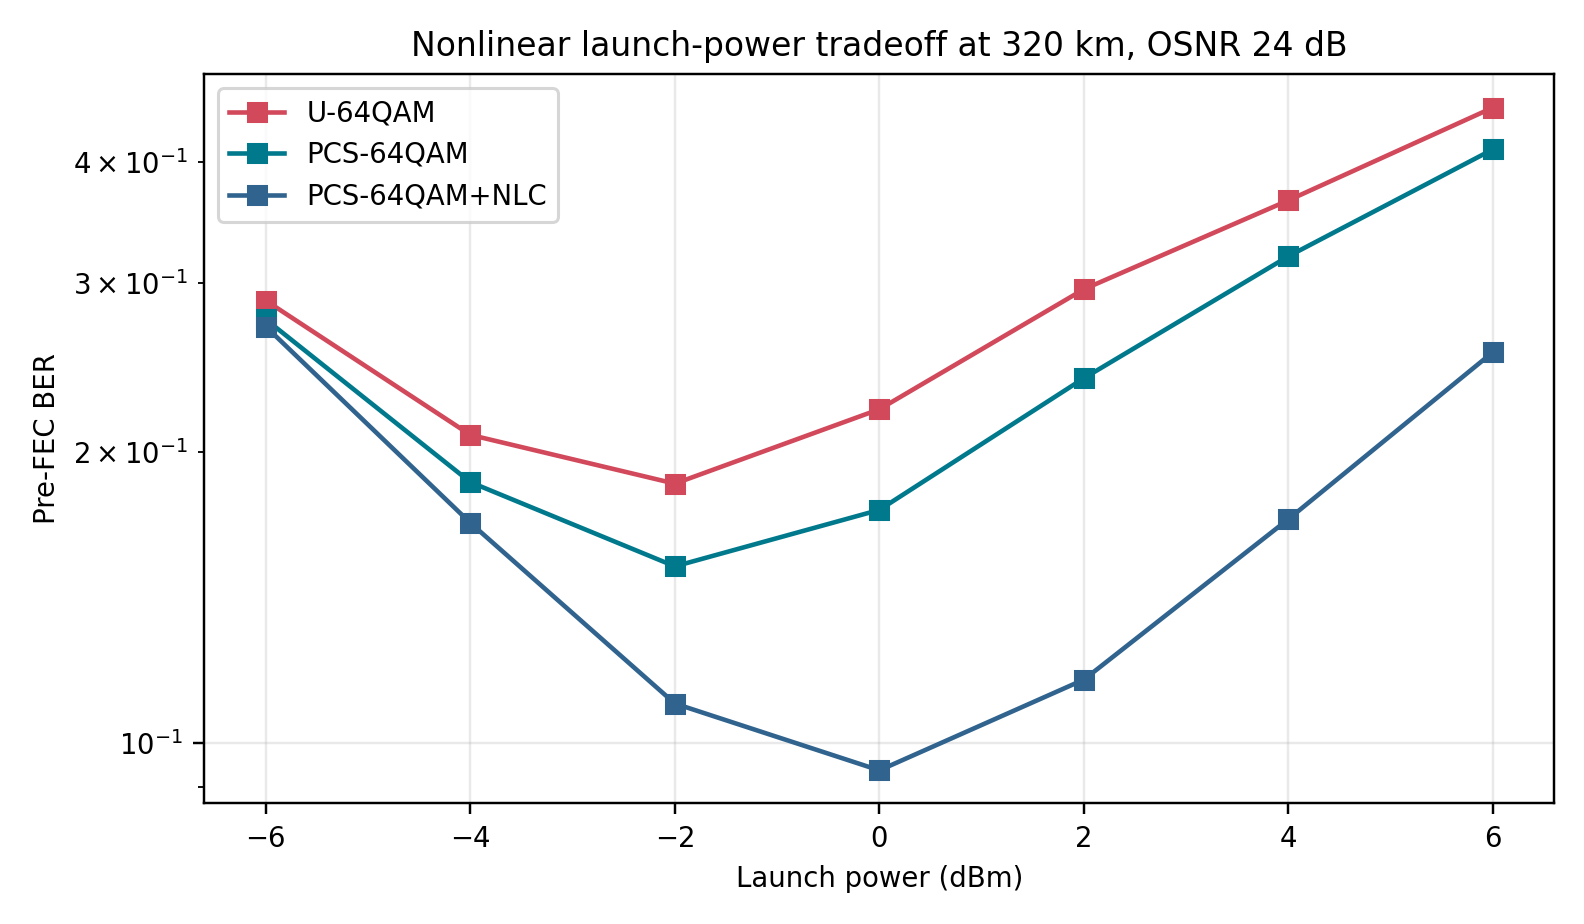 Nonlinear launch-power tradeoff at 320 km, OSNR 24 dB
U-64QAM
PCS-64QAM
PCS-64QAM+NLC
4 × 10⁻¹
3 × 10⁻¹
2 × 10⁻¹
10⁻¹
Pre-FEC BER
−6 −4 −2 0 2 4 6
Launch power (dBm)